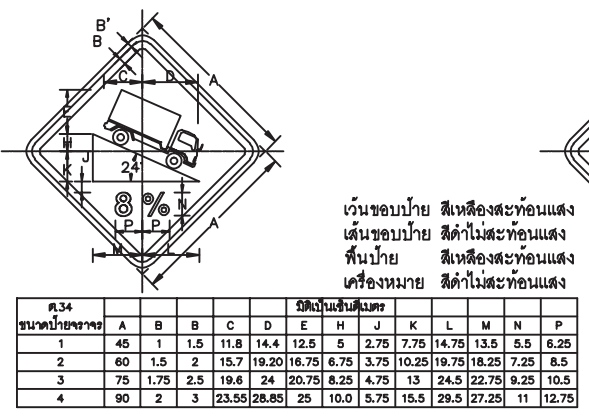 B'
B
C D
A
E
H
J
K
24
8 %
N
P P
A
M L
เว้นขอบป้าย สีเหลืองสะท้อนแสง
เส้นขอบป้าย สีดำไม่สะท้อนแสง
พื้นป้าย สีเหลืองสะท้อนแสง
เครื่องหมาย สีดำไม่สะท้อนแสง
ต.34 มิติเป็นเซ็นติเมตร
ขนาดป้ายจราจร A B B C D E H J K L M N P
1 45 1 1.5 11.8 14.4 12.5 5 2.75 7.75 14.75 13.5 5.5 6.25
2 60 1.5 2 15.7 19.20 16.75 6.75 3.75 10.25 19.75 18.25 7.25 8.5
3 75 1.75 2.5 19.6 24 20.75 8.25 4.75 13 24.5 22.75 9.25 10.5
4 90 2 3 23.55 28.85 25 10.0 5.75 15.5 29.5 27.25 11 12.75